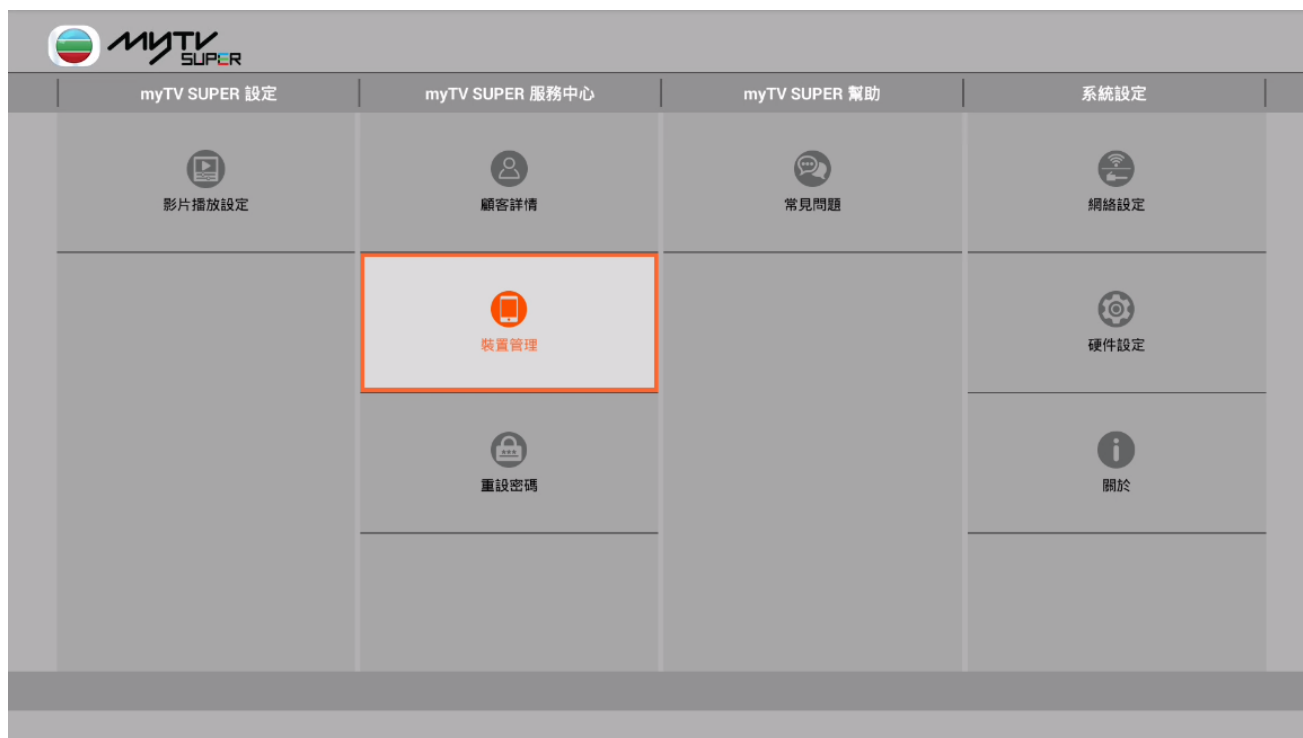 myTV
SUPER
myTV SUPER 設定
myTV SUPER 服務中心
myTV SUPER 幫助
系統設定
影片播放設定
顧客詳情
常見問題
網絡設定
裝置管理
硬件設定
重設密碼
關於